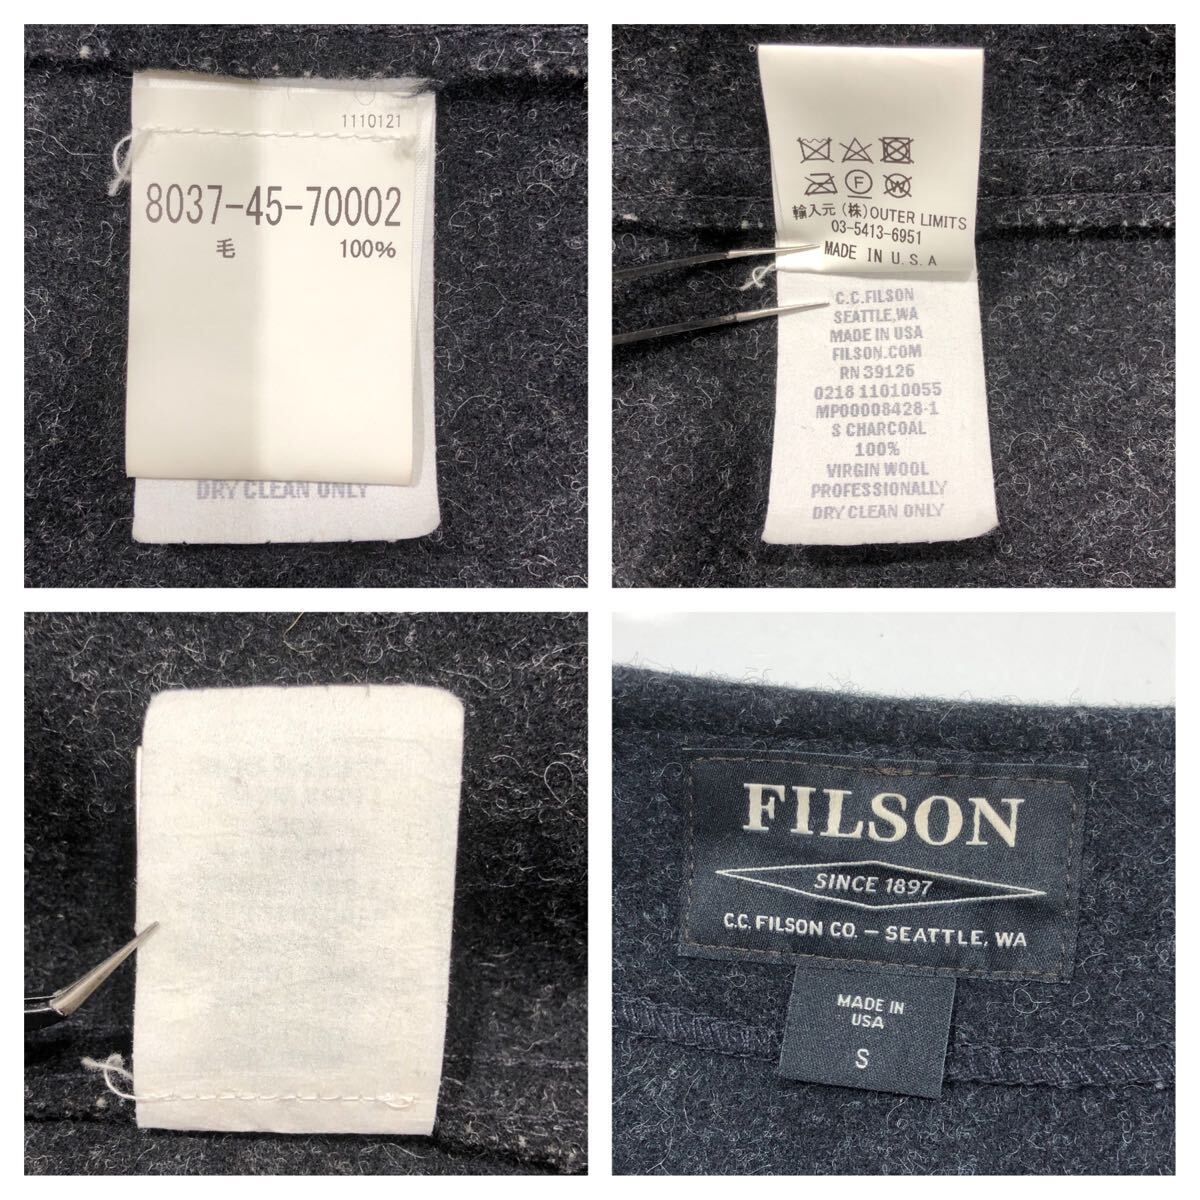 1110121
8037-45-70002
毛 100%
DRY CLEAN ONLY
F W
輸入元 (株)OUTER LIMITS
03-5413-6951
MADE IN U.S.A
C.C.FILSON
SEATTLE,WA
MADE IN USA
FILSON.COM
RN 39126
0218 11010055
MP00008428-1
S CHARCOAL
100%
VIRGIN WOOL
PROFESSIONALLY
DRY CLEAN ONLY
FILSON
SINCE 1897
C.C. FILSON CO. – SEATTLE, WA
MADE IN
USA
S